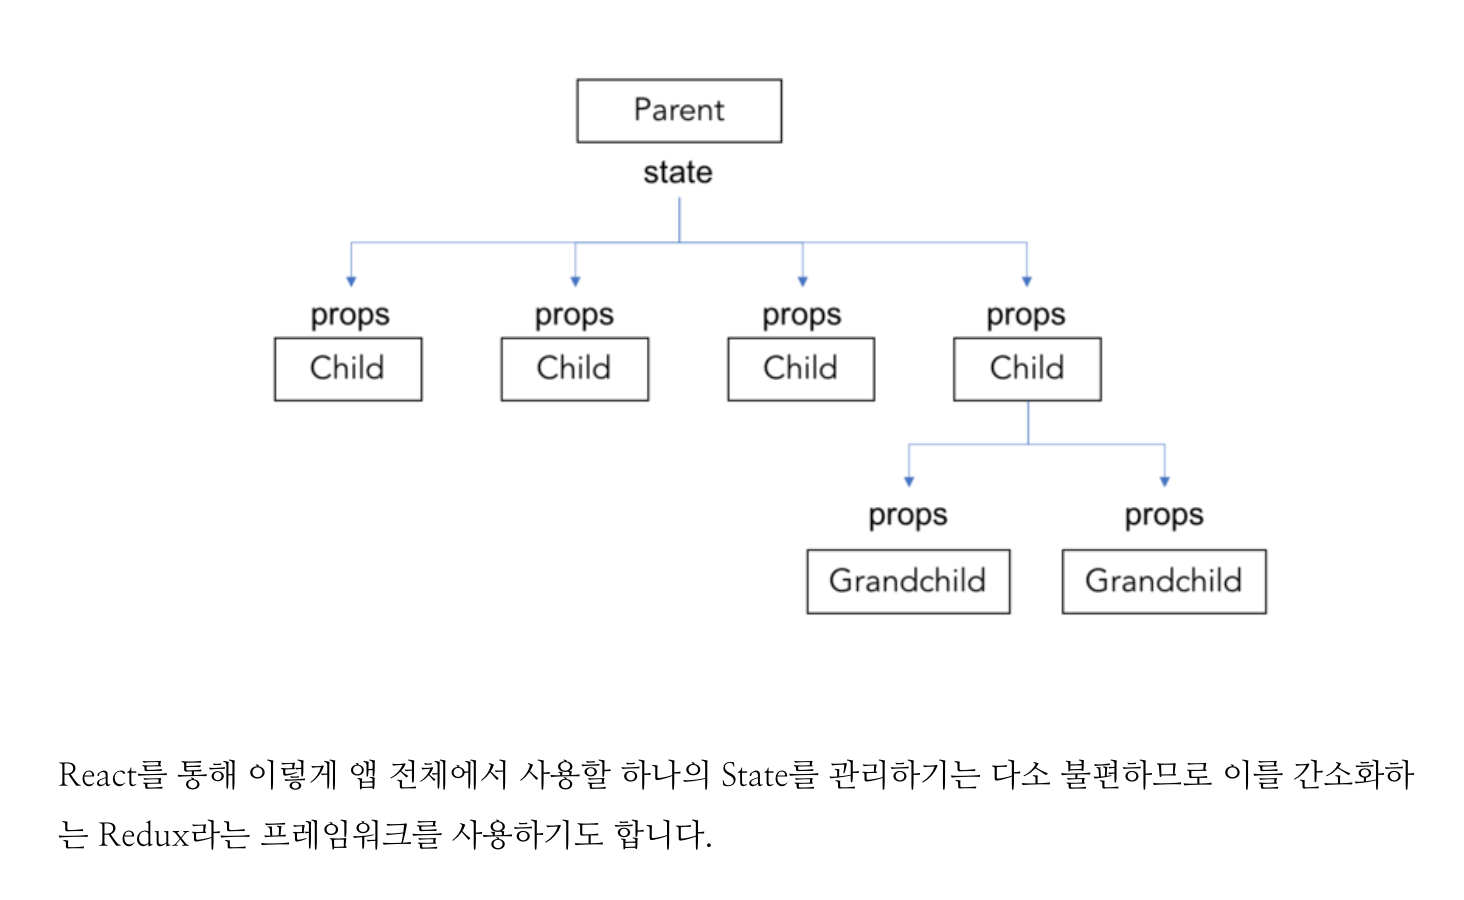 Parent
state
props props props props
Child Child Child Child
props props
Grandchild Grandchild
React를 통해 이렇게 앱 전체에서 사용할 하나의 State를 관리하기는 다소 불편하므로 이를 간소화하
는 Redux라는 프레임워크를 사용하기도 합니다.